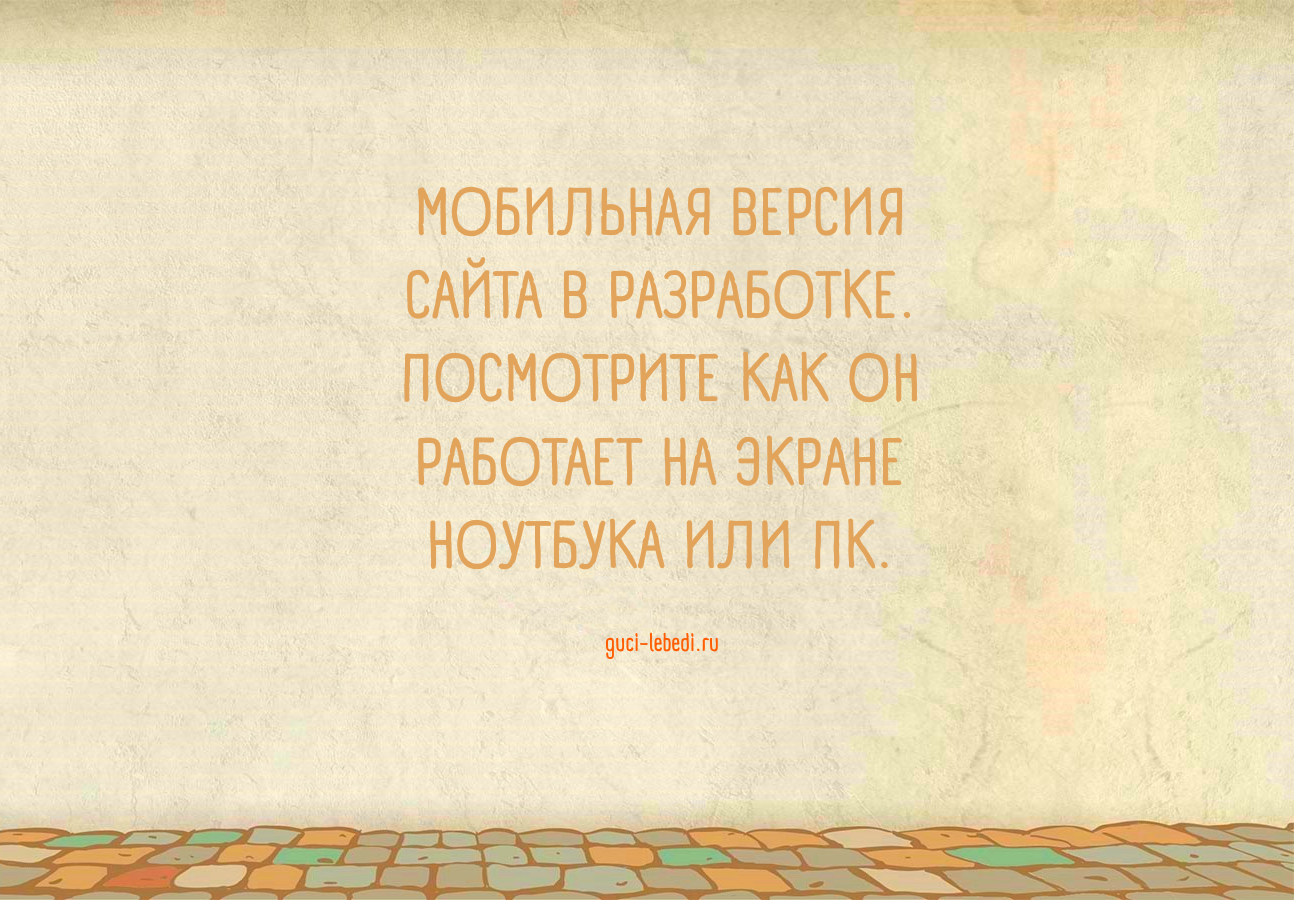 МОБИЛЬНАЯ ВЕРСИЯ
САЙТА В РАЗРАБОТКЕ.
ПОСМОТРИТЕ КАК ОН
РАБОТАЕТ НА ЭКРАНЕ
НОУТБУКА ИЛИ ПК.
guci-lebedi.ru